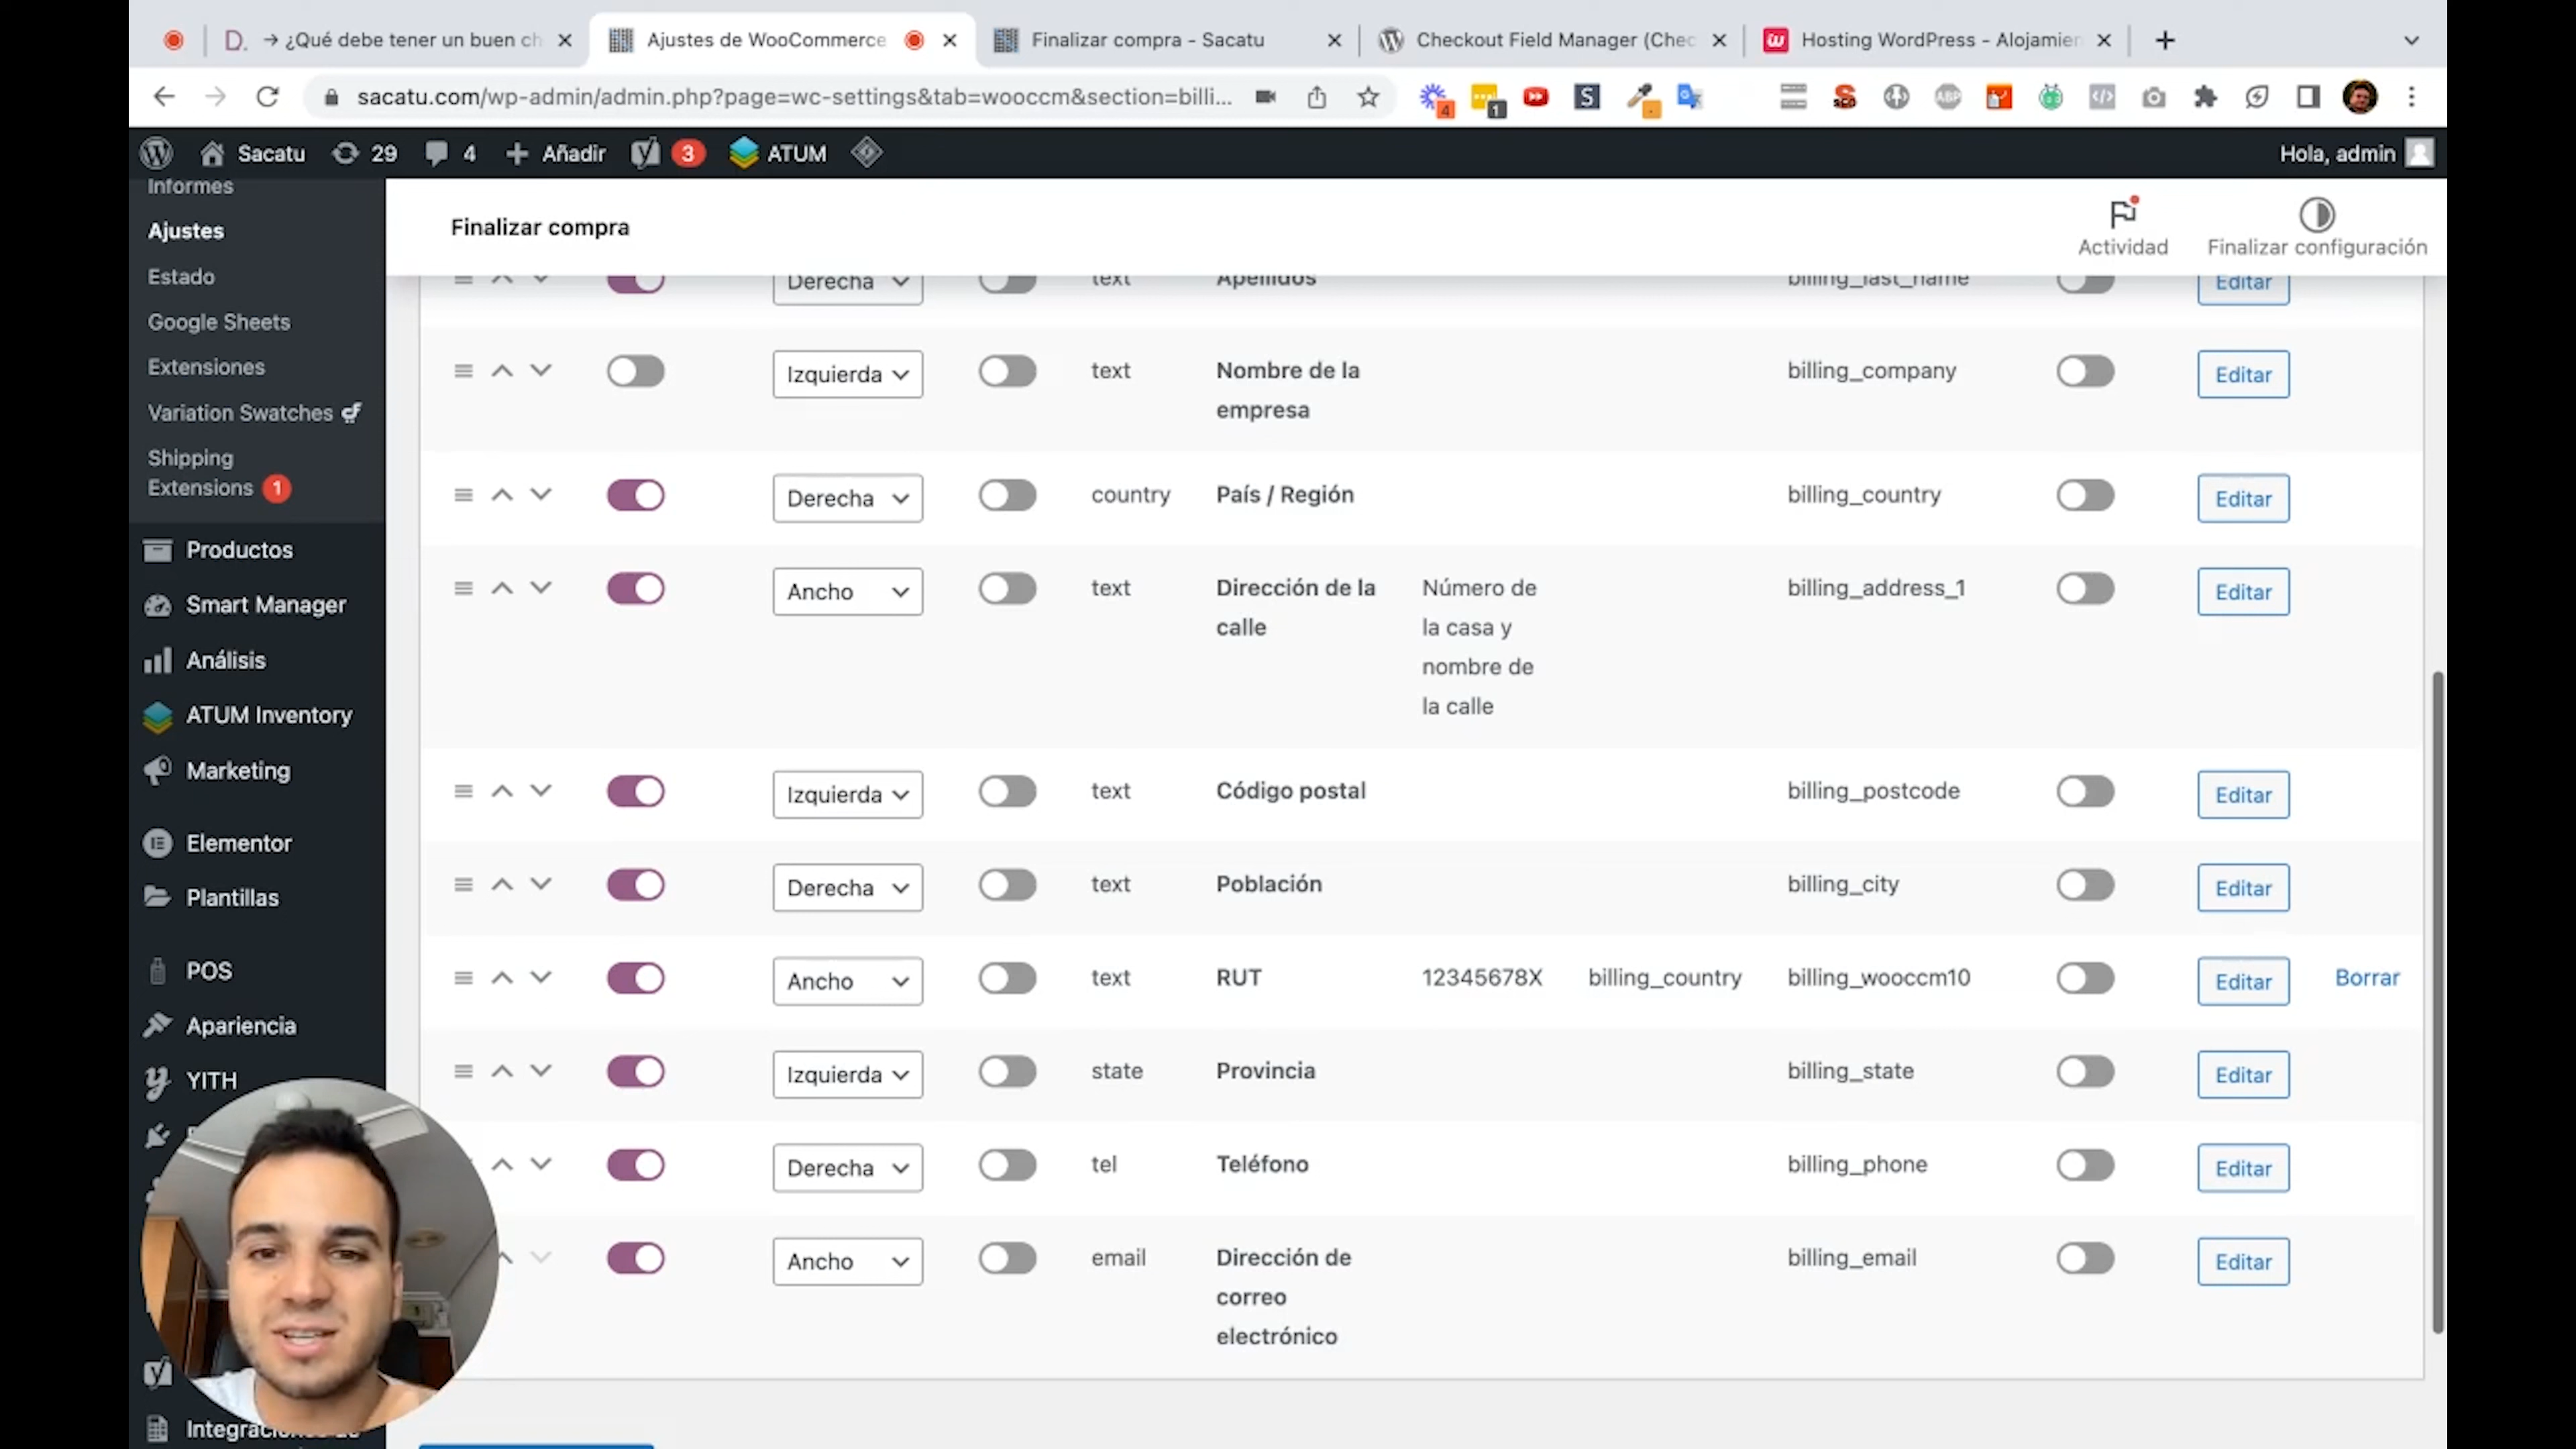 D. → ¿Qué debe tener un buen ch
Ajustes de WooCommerce
Finalizar compra - Sacatu
Checkout Field Manager (Chec
Hosting WordPress - Alojamien
sacatu.com/wp-admin/admin.php?page=wc-settings&tab=wooccm&section=billi...
4
1
S
ABP
Sacatu
29
4
Añadir
3
ATUM
Hola, admin
Informes
Ajustes
Estado
Google Sheets
Extensiones
Variation Swatches
Shipping
Extensions 1
Productos
Smart Manager
Análisis
ATUM Inventory
Marketing
Elementor
Plantillas
POS
Apariencia
YITH
Finalizar compra
Actividad
Finalizar configuración
Derecha text Apellidos billing_last_name Editar
Izquierda text Nombre de la billing_company Editar
empresa
Derecha country País / Región billing_country Editar
Ancho text Dirección de la Número de billing_address_1 Editar
calle la casa y
nombre de
la calle
Izquierda text Código postal billing_postcode Editar
Derecha text Población billing_city Editar
Ancho text RUT 12345678X billing_country billing_wooccm10 Editar Borrar
Izquierda state Provincia billing_state Editar
Derecha tel Teléfono billing_phone Editar
Ancho email Dirección de billing_email Editar
correo
electrónico